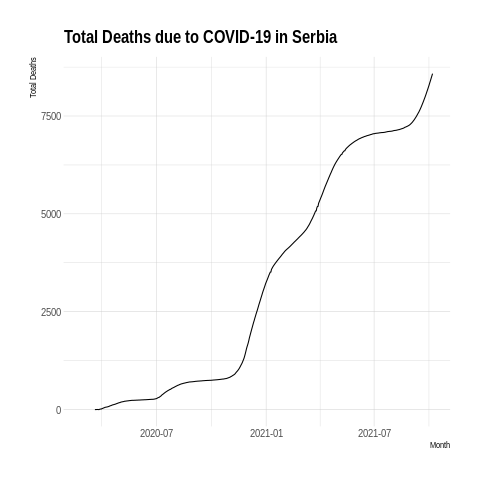 Total Deaths due to COVID-19 in Serbia
Total Deaths
7500
5000
2500
0
2020-07 2021-01 2021-07
Month